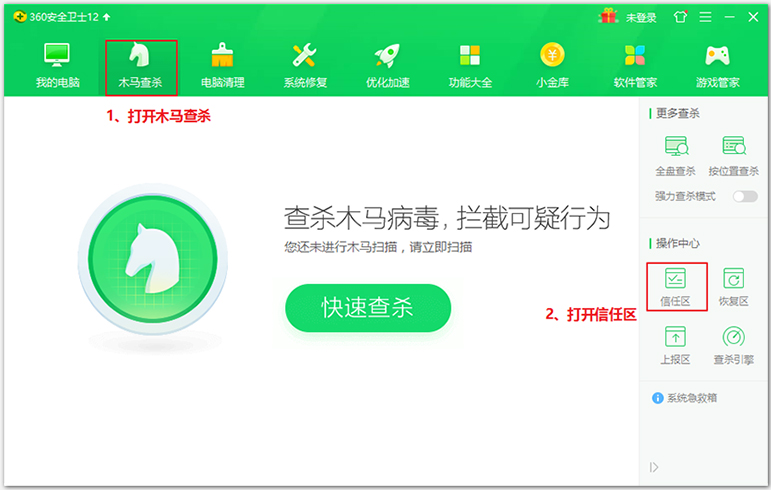 360安全卫士12
未登录
我的电脑
木马查杀
电脑清理
系统修复
优化加速
功能大全
小金库
软件管家
游戏管家
1、打开木马查杀
查杀木马病毒, 拦截可疑行为
您还未进行木马扫描，请立即扫描
快速查杀
2、打开信任区
更多查杀
全盘查杀
按位置查杀
强力查杀模式
操作中心
信任区
恢复区
上报区
查杀引擎
系统急救箱